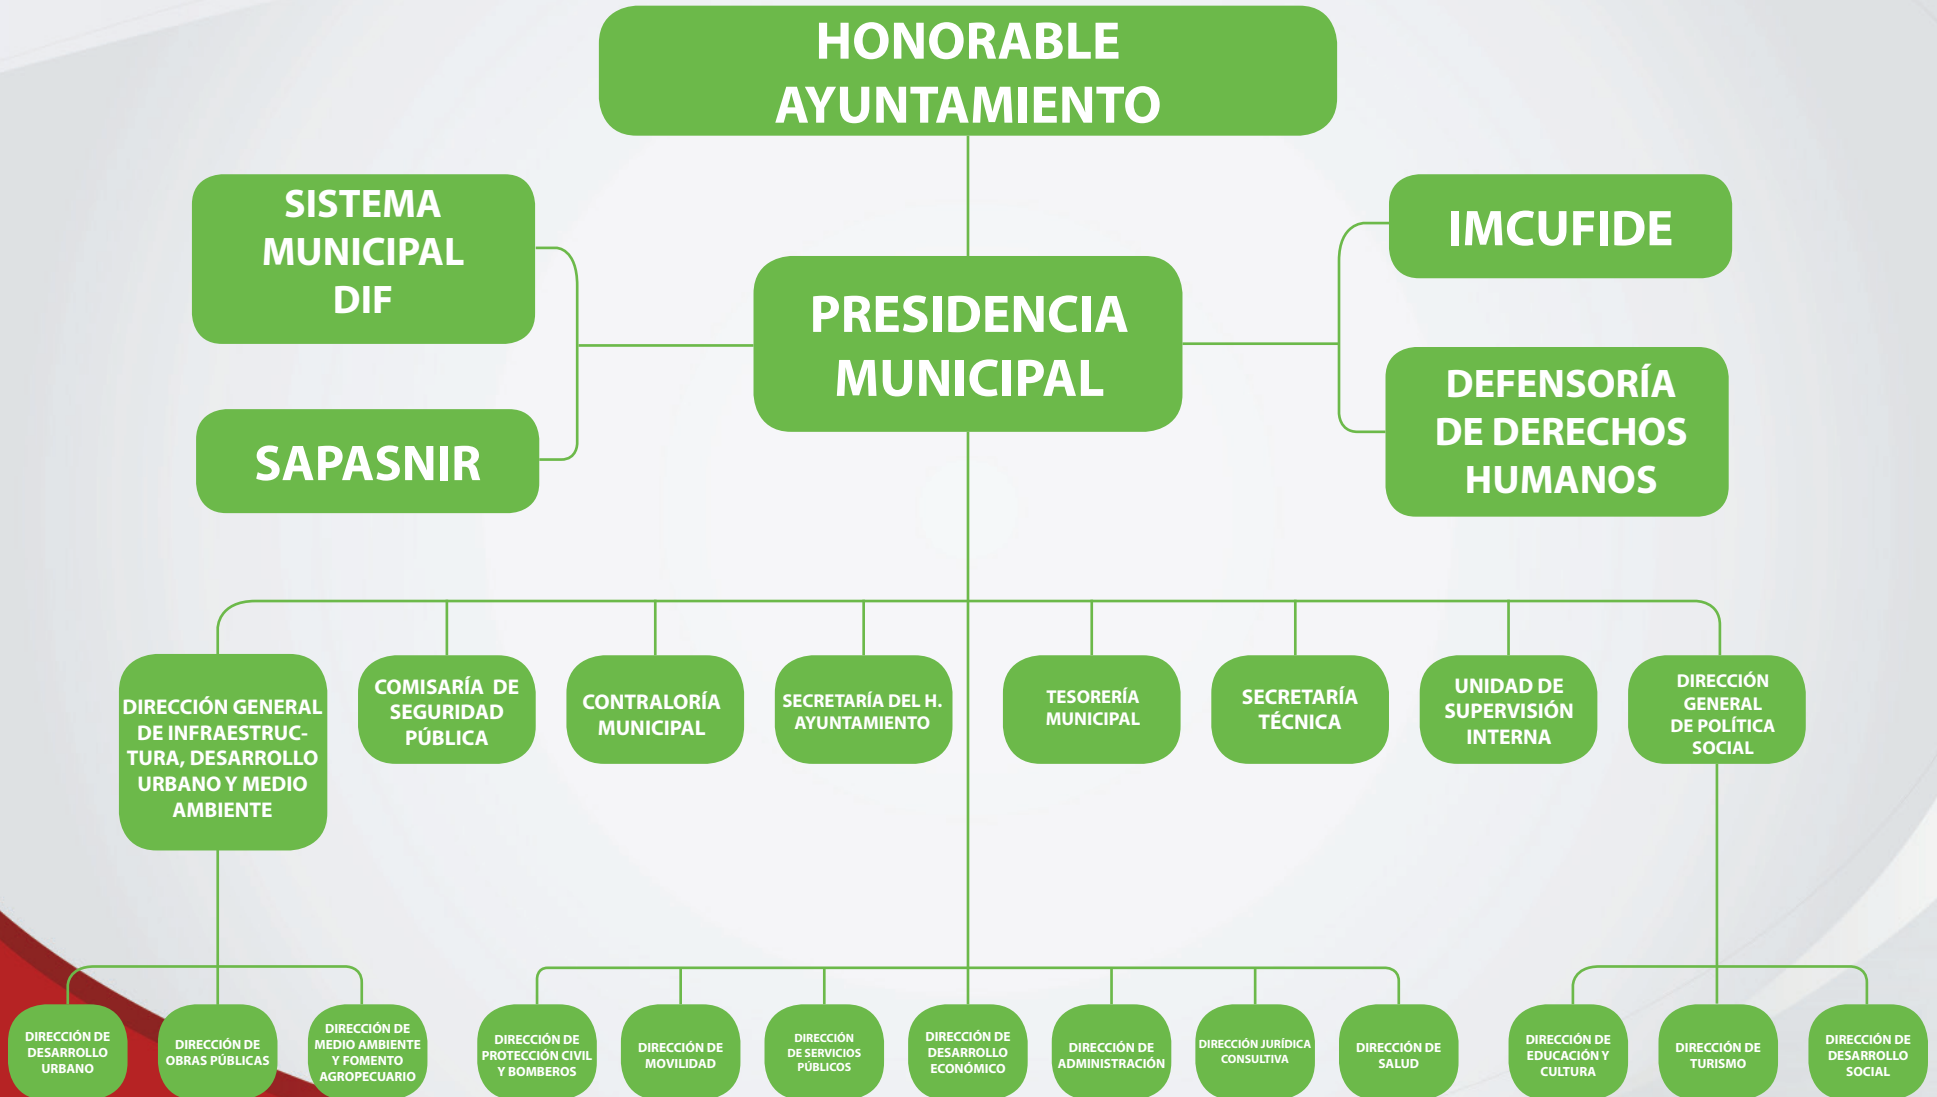 HONORABLE
AYUNTAMIENTO
SISTEMA
MUNICIPAL
DIF
IMCUFIDE
PRESIDENCIA
MUNICIPAL
SAPASNIR
DEFENSORÍA
DE DERECHOS
HUMANOS
DIRECCIÓN GENERAL
DE INFRAESTRUC-
TURA, DESARROLLO
URBANO Y MEDIO
AMBIENTE
COMISARÍA DE
SEGURIDAD
PÚBLICA
CONTRALORÍA
MUNICIPAL
SECRETARÍA DEL H.
AYUNTAMIENTO
TESORERÍA
MUNICIPAL
SECRETARÍA
TÉCNICA
UNIDAD DE
SUPERVISIÓN
INTERNA
DIRECCIÓN
GENERAL
DE POLÍTICA
SOCIAL
DIRECCIÓN DE
DESARROLLO
URBANO
DIRECCIÓN DE
OBRAS PÚBLICAS
DIRECCIÓN DE
MEDIO AMBIENTE
Y FOMENTO
AGROPECUARIO
DIRECCIÓN DE
PROTECCIÓN CIVIL
Y BOMBEROS
DIRECCIÓN DE
MOVILIDAD
DIRECCIÓN
DE SERVICIOS
PÚBLICOS
DIRECCIÓN DE
DESARROLLO
ECONÓMICO
DIRECCIÓN DE
ADMINISTRACIÓN
DIRECCIÓN JURÍDICA
CONSULTIVA
DIRECCIÓN DE
SALUD
DIRECCIÓN DE
EDUCACIÓN Y
CULTURA
DIRECCIÓN DE
TURISMO
DIRECCIÓN DE
DESARROLLO
SOCIAL